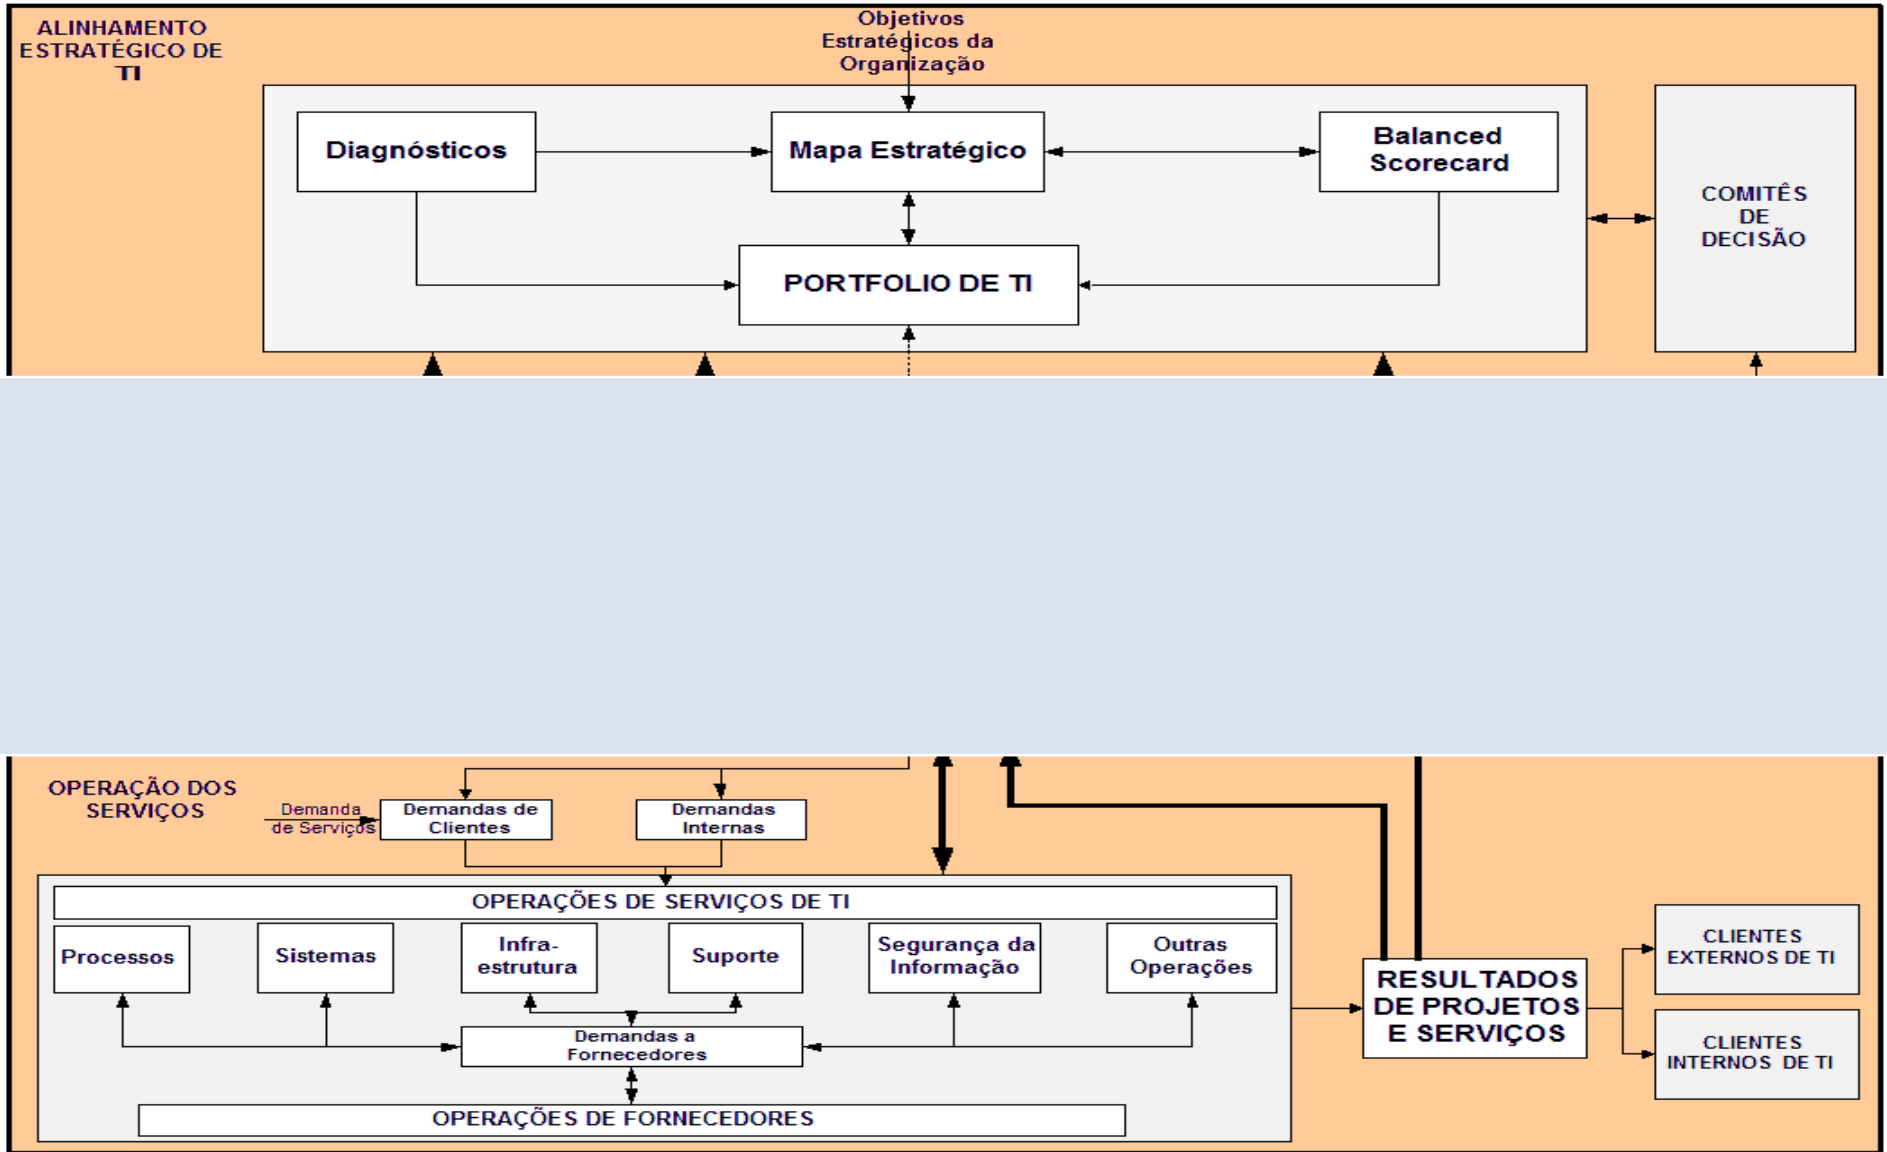 ALINHAMENTO
ESTRATÉGICO DE
TI
Objetivos
Estratégicos da
Organização
Diagnósticos
Mapa Estratégico
Balanced
Scorecard
PORTFOLIO DE TI
COMITÊS
DE
DECISÃO
OPERAÇÃO DOS
SERVIÇOS
Demanda
de Serviços
Demandas de
Clientes
Demandas
Internas
OPERAÇÕES DE SERVIÇOS DE TI
Processos
Sistemas
Infra-
estrutura
Suporte
Segurança da
Informação
Outras
Operações
Demandas a
Fornecedores
OPERAÇÕES DE FORNECEDORES
RESULTADOS
DE PROJETOS
E SERVIÇOS
CLIENTES
EXTERNOS DE TI
CLIENTES
INTERNOS DE TI